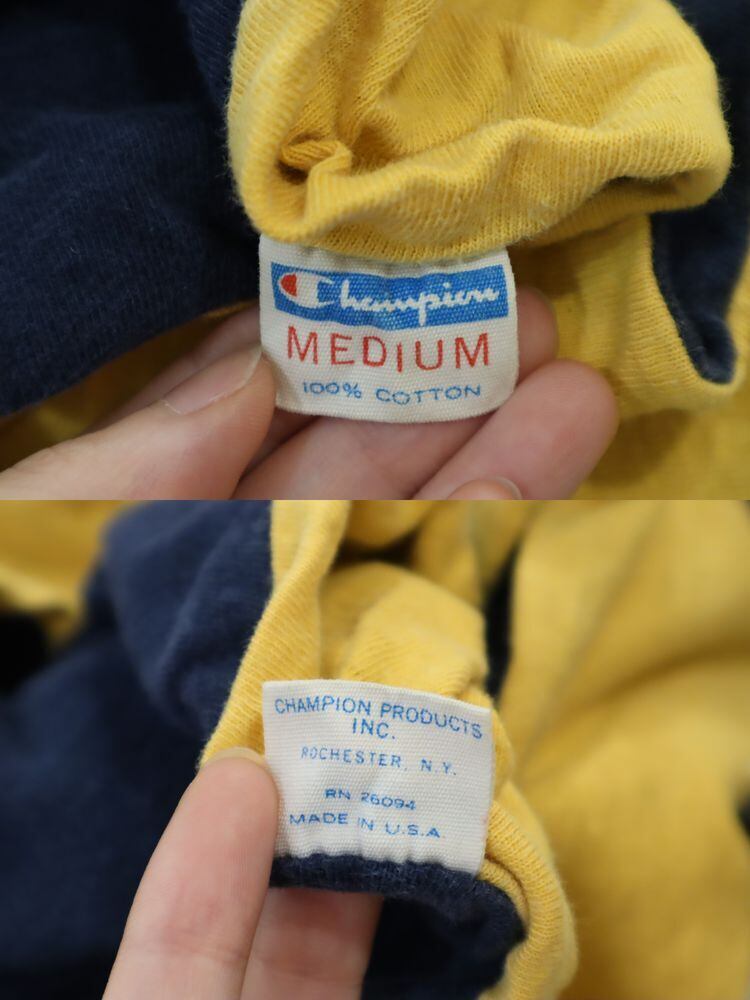 Champion
MEDIUM
100% COTTON
CHAMPION PRODUCTS
INC.
ROCHESTER, N.Y.
RN 26094
MADE IN U.S.A